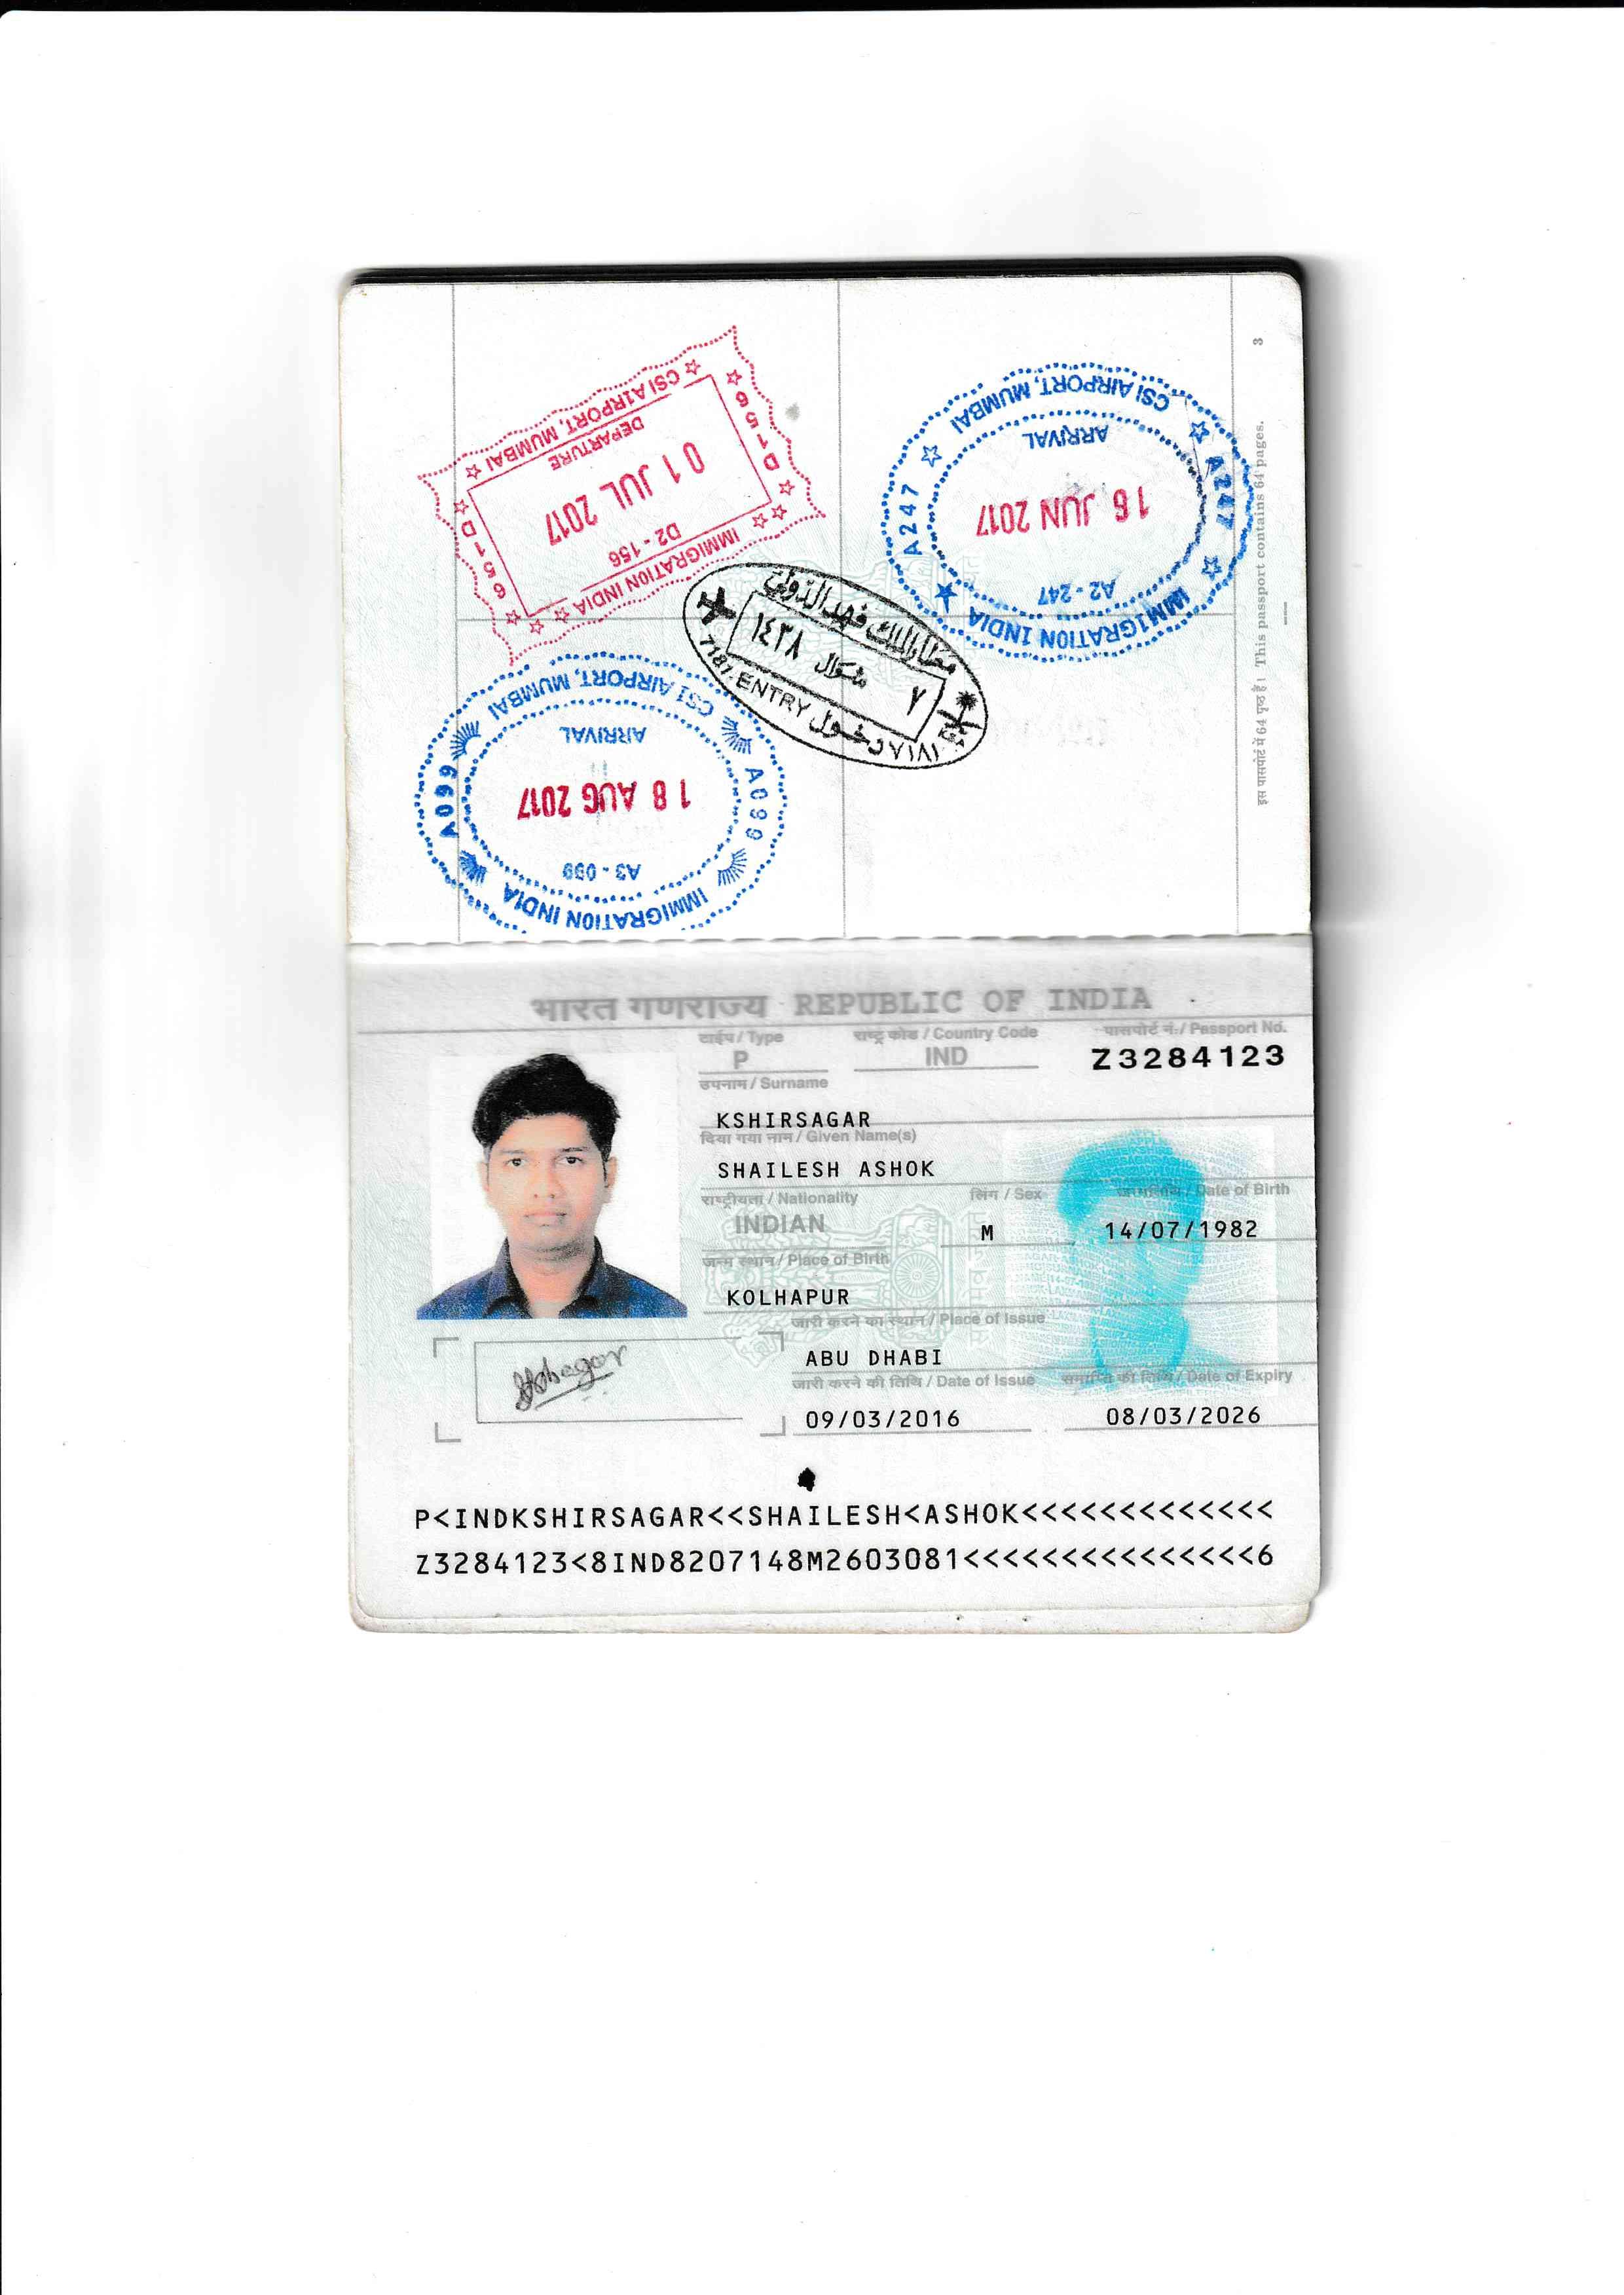 3
इस पासपोर्ट में 64 पृष्ठ हैं। This passport contains 64 pages.
CSI AIRPORT, MUMBAI
DEPARTURE
01 JUL 2017
D2 - 156
IMMIGRATION INDIA
D156
D156
CSI AIRPORT, MUMBAI
ARRIVAL
16 JUN 2017
A2 - 247
IMMIGRATION INDIA
A247
A247
مطار الملك فهد الدولي
٢ شوال ١٤٣٨
7187 ENTRY دخول ٧١٨٧
CSI AIRPORT, MUMBAI
ARRIVAL
18 AUG 2017
A3 - 099
IMMIGRATION INDIA
A099
A099
भारत गणराज्य REPUBLIC OF INDIA
टाईप / Type
राष्ट्र कोड / Country Code
पासपोर्ट नं. / Passport No.
P
IND
Z3284123
उपनाम / Surname
KSHIRSAGAR
दिया गया नाम / Given Name(s)
SHAILESH ASHOK
राष्ट्रीयता / Nationality
लिंग / Sex
जन्मतिथि / Date of Birth
INDIAN
M
14/07/1982
जन्म स्थान / Place of Birth
KOLHAPUR
जारी करने का स्थान / Place of Issue
ABU DHABI
जारी करने की तिथि / Date of Issue
समाप्ति की तिथि / Date of Expiry
09/03/2016
08/03/2026
P<INDKSHIRSAGAR<<SHAILESH<ASHOK<<<<<<<<<<<<<
Z3284123<8IND8207148M2603081<<<<<<<<<<<<<<<6